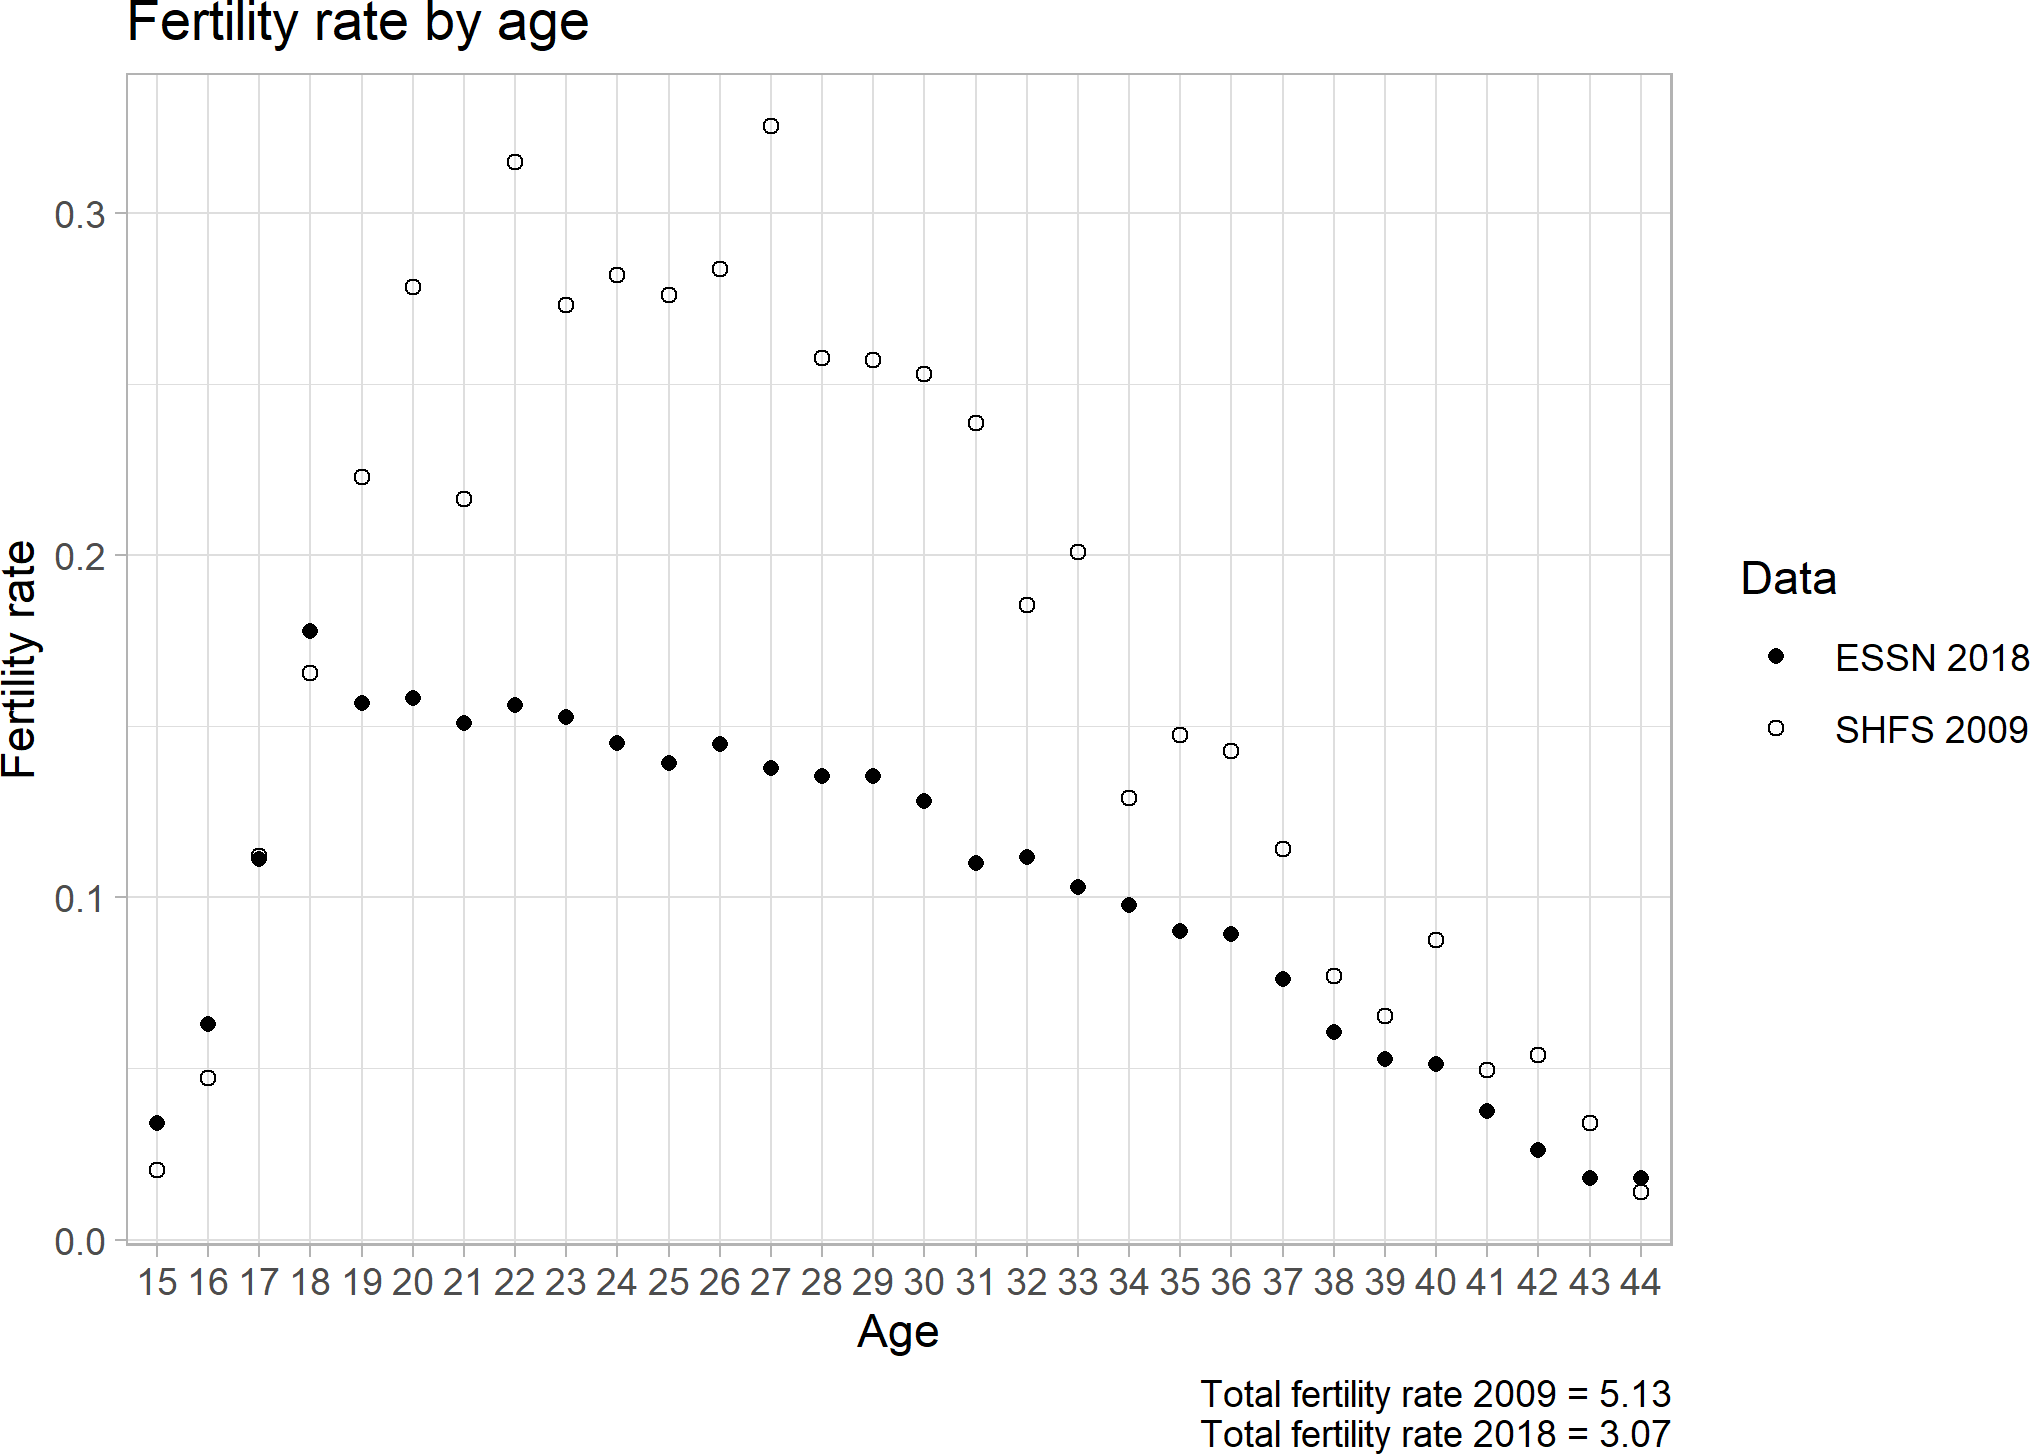 Fertility rate by age
Fertility rate
0.3
0.2
0.1
0.0
15 16 17 18 19 20 21 22 23 24 25 26 27 28 29 30 31 32 33 34 35 36 37 38 39 40 41 42 43 44
Age
Data
ESSN 2018
SHFS 2009
Total fertility rate 2009 = 5.13
Total fertility rate 2018 = 3.07